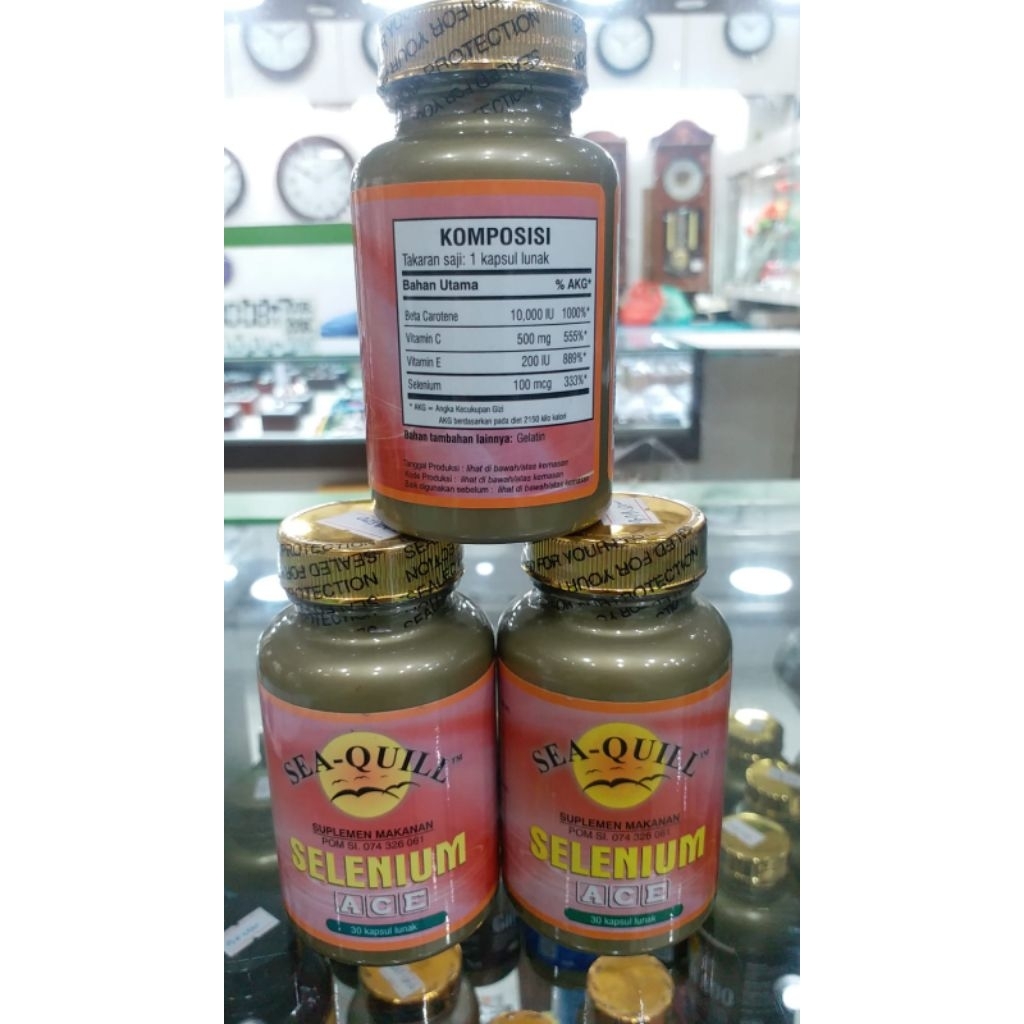 SEALED FOR YOUR
PROTECTION
KOMPOSISI
Takaran saji: 1 kapsul lunak
Bahan Utama % AKG*
Beta Carotene 10,000 IU 1000%*
Vitamin C 500 mg 555%*
Vitamin E 200 IU 889%*
Selenium 100 mcg 333%*
* AKG = Angka Kecukupan Gizi
AKG berdasarkan pada diet 2150 kilo kalori
Bahan tambahan lainnya: Gelatin
Tanggal Produksi : lihat di bawah/atas kemasan
Kode Produksi : lihat di bawah/atas kemasan
Baik digunakan sebelum : lihat di bawah/atas kemasan
PROTECTION
SEALED FOR
PROTECTION
SEA-QUILL™
SUPLEMEN MAKANAN
POM SI. 074 326 061
SELENIUM
ACE
30 kapsul lunak
FOR YOUR
PROTECTION
SEA-QUILL™
SUPLEMEN MAKANAN
POM SI. 074 326 061
SELENIUM
ACE
30 kapsul lunak